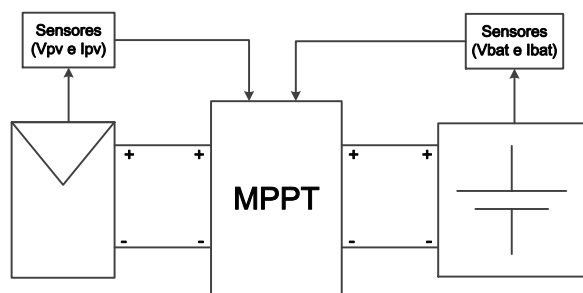 Sensores
(Vpv e Ipv)
Sensores
(Vbat e Ibat)
+ + + +
MPPT
- - - -